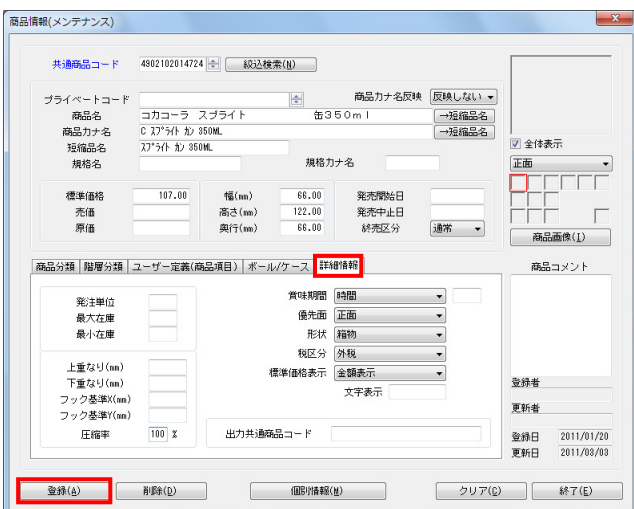 商品情報(メンテナンス)
共通商品コード 4902102014724 絞込検索(N)
プライベートコード 商品カナ名反映 反映しない
商品名 コカコーラ スプライト 缶350ml →短縮品名
商品カナ名 C スプライト カン 350ML →短縮品名
短縮品名 スプライト カン 350ML
規格名 規格カナ名
全体表示
正面
標準価格 107.00 幅(mm) 66.00 発売開始日
売価 高さ(mm) 122.00 発売中止日
原価 奥行(mm) 66.00 終売区分 通常
商品画像(I)
商品分類 階層分類 ユーザー定義(商品項目) ボール/ケース 詳細情報
商品コメント
発注単位 賞味期間 時間
最大在庫 優先面 正面
最小在庫 形状 箱物
税区分 外税
上重なり(mm) 標準価格表示 金額表示
下重なり(mm) 文字表示
フック基準X(mm)
フック基準Y(mm)
圧縮率 100 % 出力共通商品コード
登録者
更新者
登録日 2011/01/20
更新日 2011/03/03
登録(A) 削除(D) 個別情報(M) クリア(C) 終了(E)